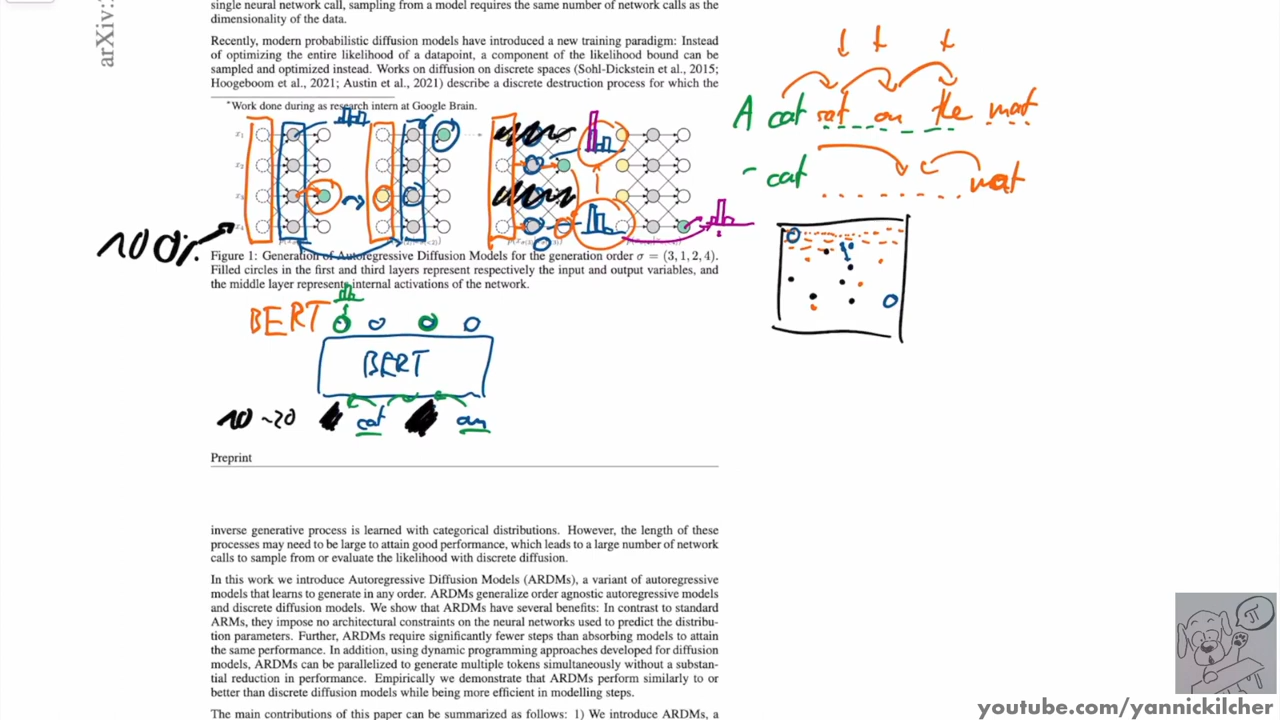 single neural network call, sampling from a model requires the same number of network calls as the
dimensionality of the data.
Recently, modern probabilistic diffusion models have introduced a new training paradigm: Instead
of optimizing the entire likelihood of a datapoint, a component of the likelihood bound can be
sampled and optimized instead. Works on diffusion on discrete spaces (Sohl-Dickstein et al., 2015;
Hoogeboom et al., 2021; Austin et al., 2021) describe a discrete destruction process for which the
*Work done during as research intern at Google Brain.
arXiv:
A cat sat on the mat
cat mat
x1
x2
x3
100%
Figure 1: Generation of Autoregressive Diffusion Models for the generation order σ = (3, 1, 2, 4).
Filled circles in the first and third layers represent respectively the input and output variables, and
the middle layer represents internal activations of the network.
BERT
BERT
10 ~20 cat on
Preprint
inverse generative process is learned with categorical distributions. However, the length of these
processes may need to be large to attain good performance, which leads to a large number of network
calls to sample from or evaluate the likelihood with discrete diffusion.
In this work we introduce Autoregressive Diffusion Models (ARDMs), a variant of autoregressive
models that learns to generate in any order. ARDMs generalize order agnostic autoregressive models
and discrete diffusion models. We show that ARDMs have several benefits: In contrast to standard
ARMs, they impose no architectural constraints on the neural networks used to predict the distribu-
tion parameters. Further, ARDMs require significantly fewer steps than absorbing models to attain
the same performance. In addition, using dynamic programming approaches developed for diffusion
models, ARDMs can be parallelized to generate multiple tokens simultaneously without a substan-
tial reduction in performance. Empirically we demonstrate that ARDMs perform similarly to or
better than discrete diffusion models while being more efficient in modelling steps.
The main contributions of this paper can be summarized as follows: 1) We introduce ARDMs, a
π
youtube.com/yannickilcher